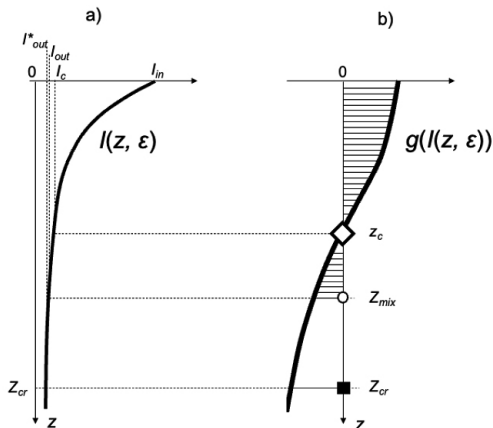 a)
b)
I*out
Iout
0
Ic
Iin
0
I(z, ε)
g(I(z, ε))
zc
zmix
zcr
zcr
z
z